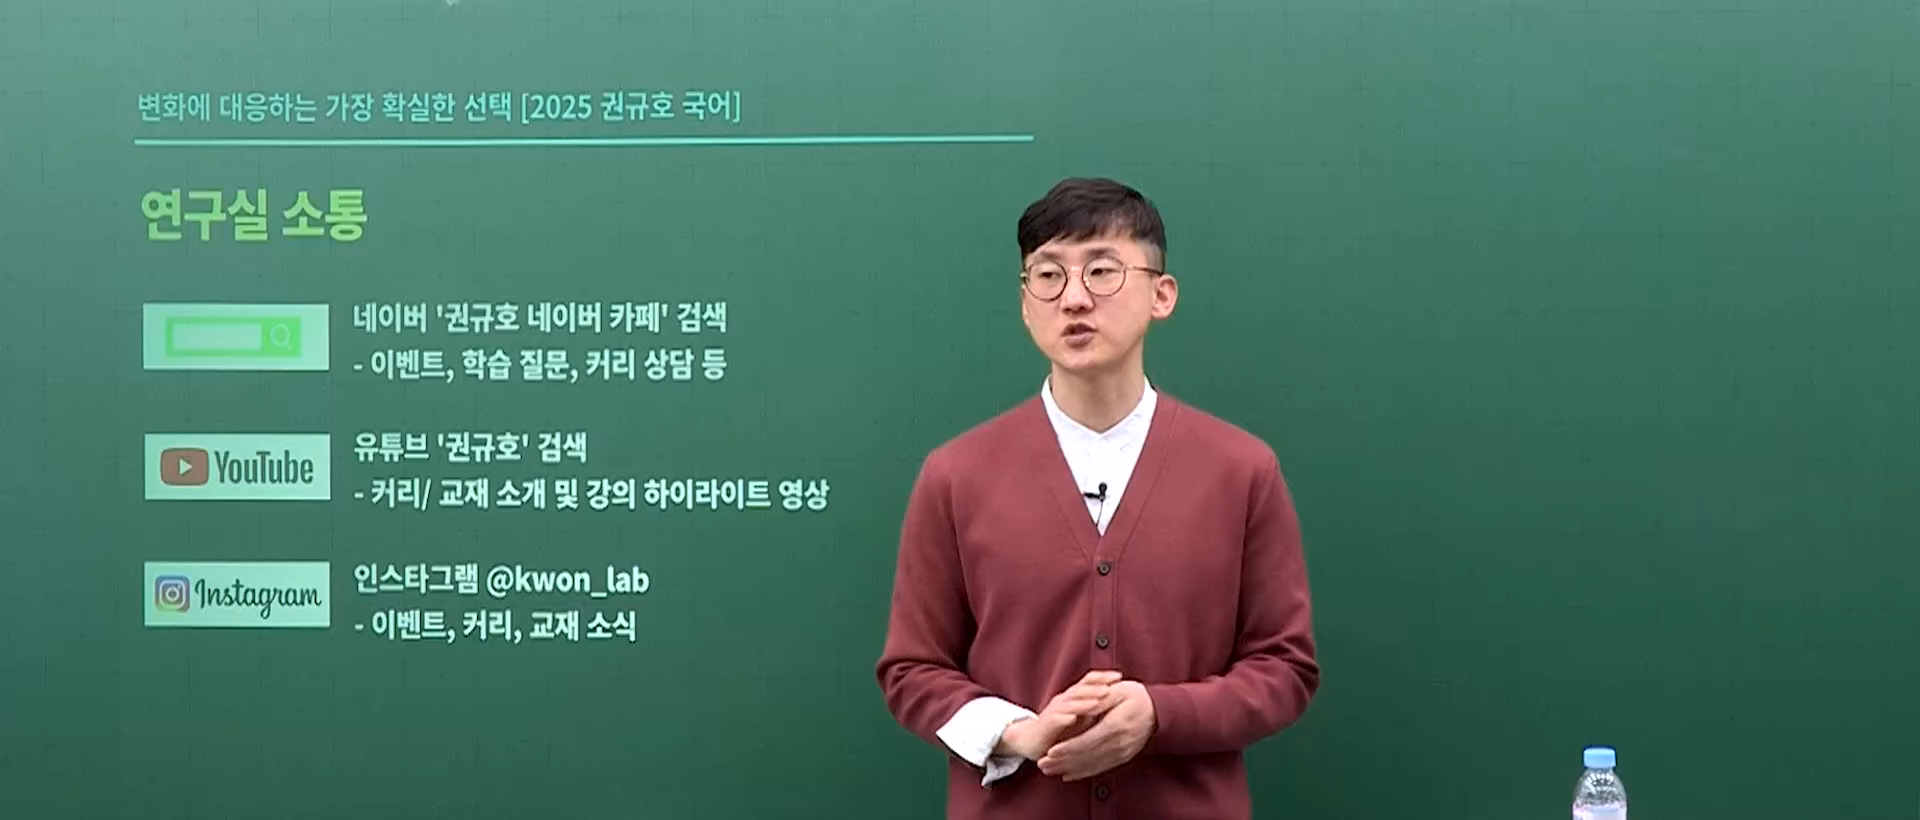 변화에 대응하는 가장 확실한 선택 [2025 권규호 국어]
연구실 소통
네이버 '권규호 네이버 카페' 검색
- 이벤트, 학습 질문, 커리 상담 등
YouTube
유튜브 '권규호' 검색
- 커리/ 교재 소개 및 강의 하이라이트 영상
Instagram
인스타그램 @kwon_lab
- 이벤트, 커리, 교재 소식